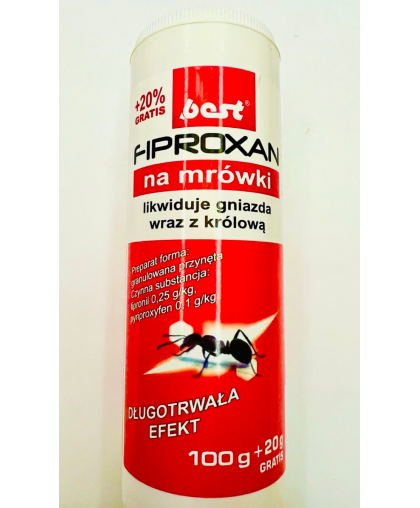 +20%
GRATIS
best®
FIPROXAN
na mrówki
likwiduje gniazda
wraz z królową
Preparat forma:
granulowana przynęta
Czynna substancja:
fipronil 0,25 g/kg,
pyriproxyfen 0,1 g/kg
DŁUGOTRWAŁA
EFEKT
100 g +20 g
GRATIS